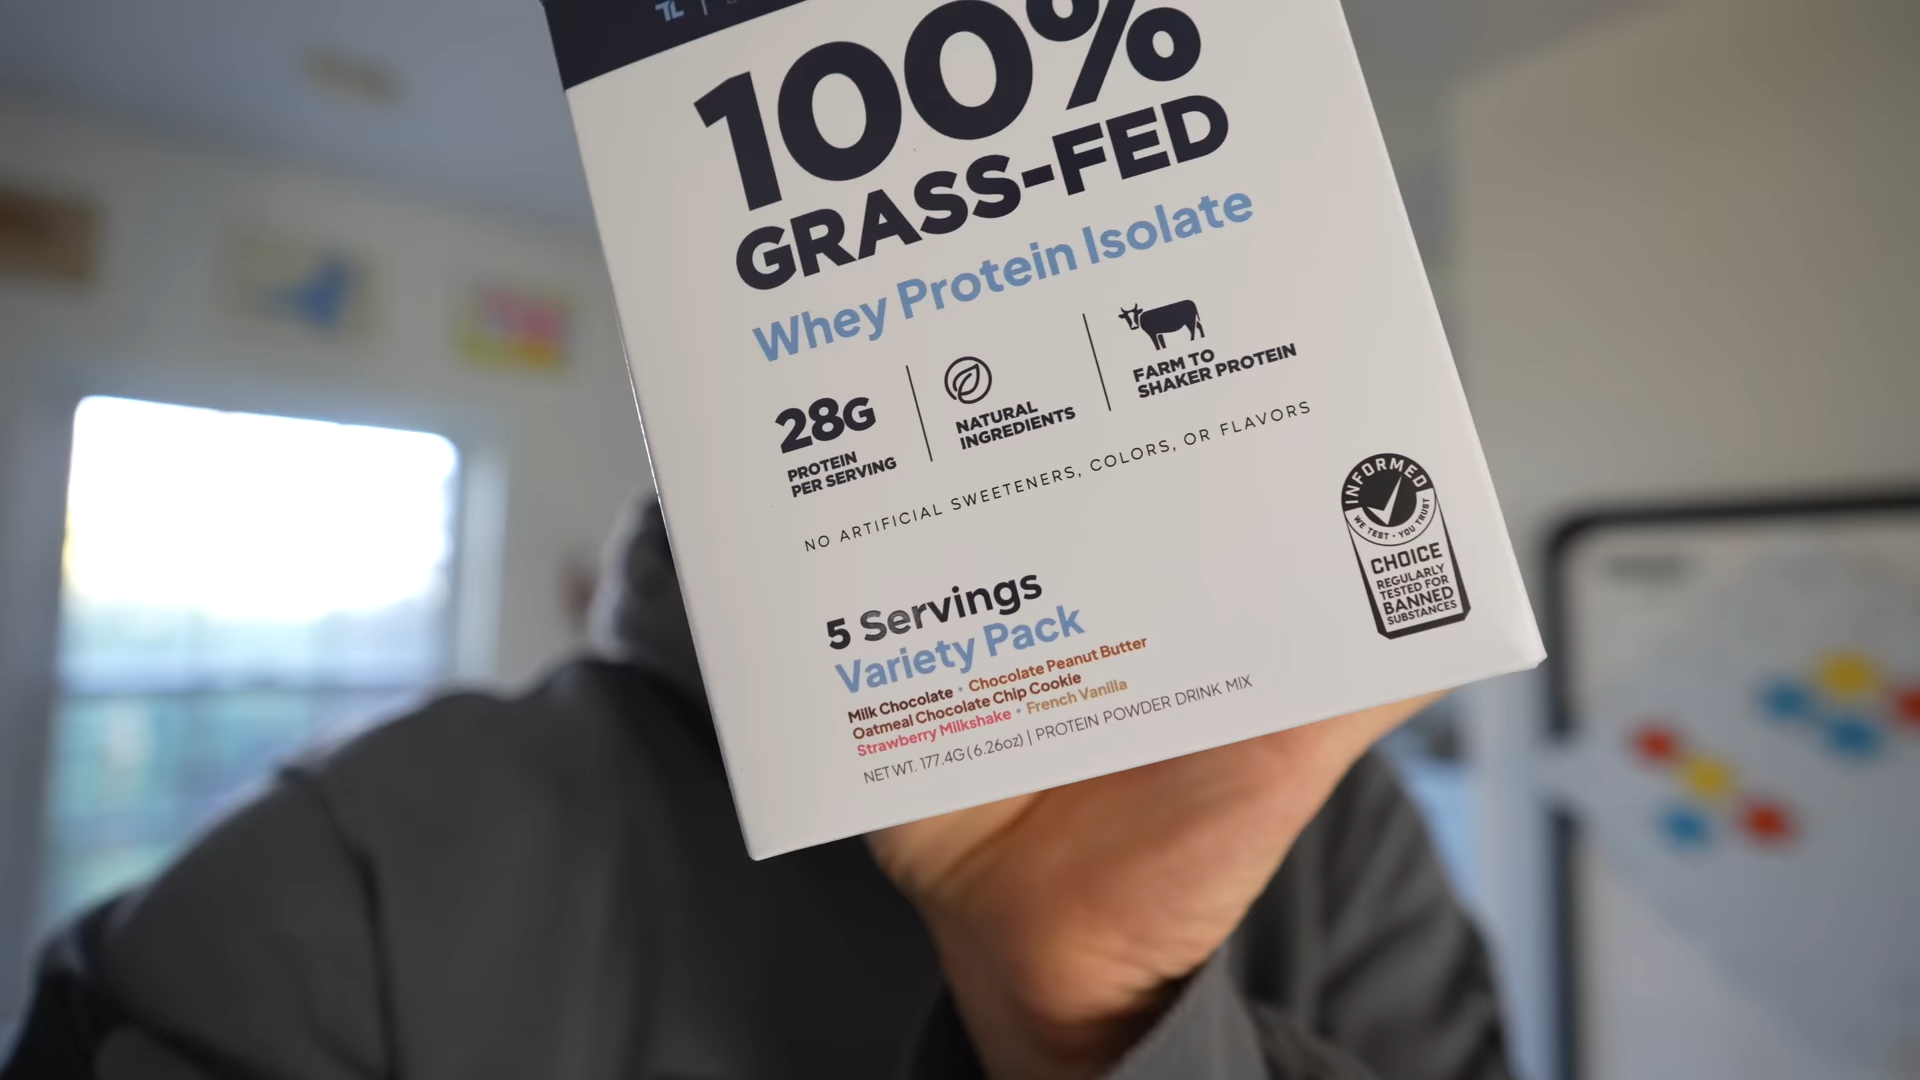 TL
100%
GRASS-FED
Whey Protein Isolate
28G
PROTEIN
PER SERVING
NATURAL
INGREDIENTS
FARM TO
SHAKER PROTEIN
NO ARTIFICIAL SWEETENERS, COLORS, OR FLAVORS
INFORMED
WE TEST • YOU TRUST
CHOICE
REGULARLY
TESTED FOR
BANNED
SUBSTANCES
5 Servings
Variety Pack
Milk Chocolate • Chocolate Peanut Butter
Oatmeal Chocolate Chip Cookie
Strawberry Milkshake • French Vanilla
NET WT. 177.4G (6.26oz) | PROTEIN POWDER DRINK MIX